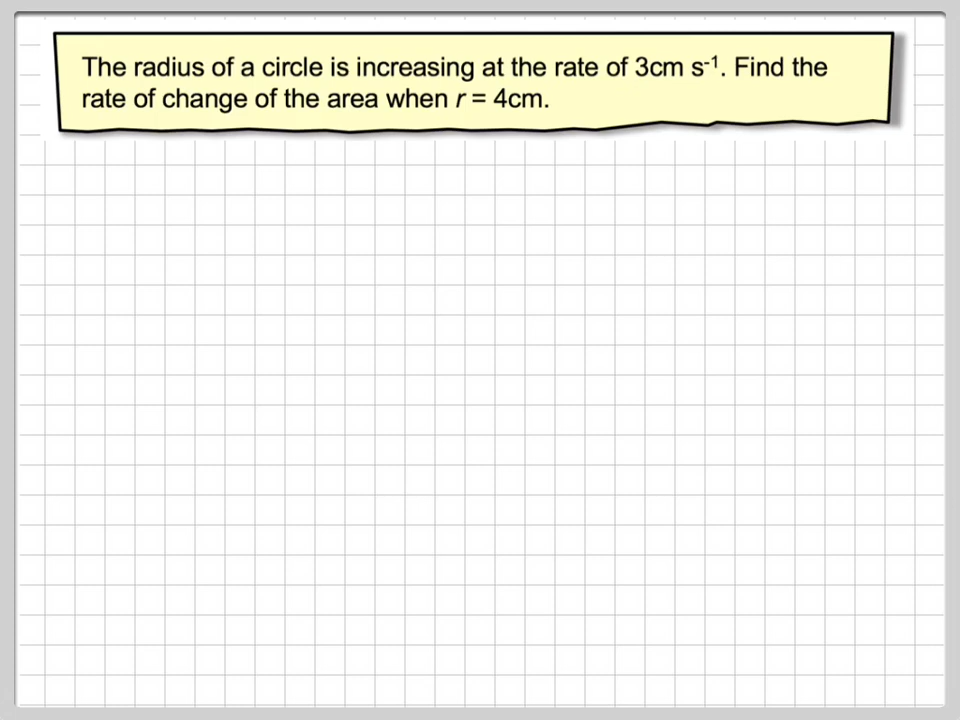 The radius of a circle is increasing at the rate of 3cm s⁻¹. Find the
rate of change of the area when r = 4cm.